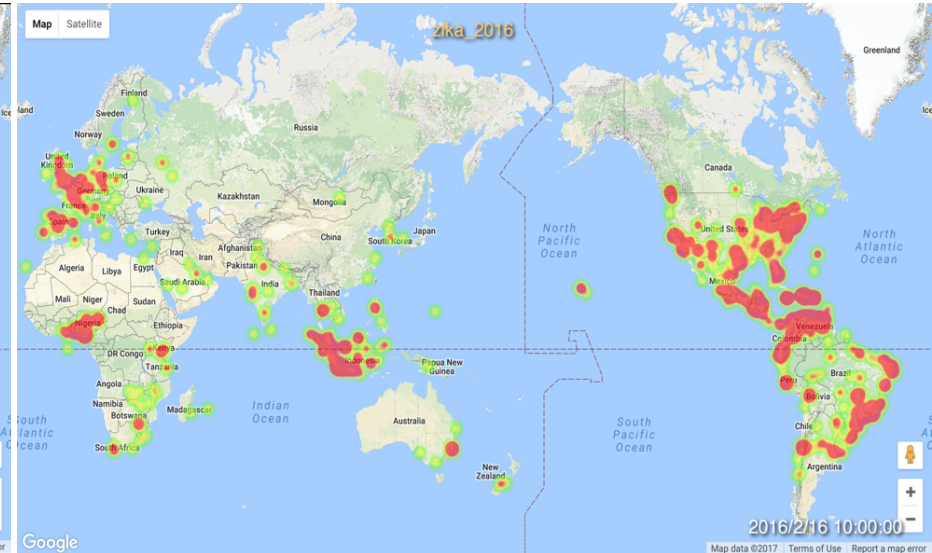 Map Satellite
zika_2016
Greenland
Finland
Sweden
Norway
Russia
United
Kingdom
Poland
Germany
Ukraine
France
Kazakhstan
Mongolia
Canada
Spain
Italy
Turkey
Japan
South Korea
China
North
Pacific
Ocean
United States
North
Atlantic
Ocean
Iraq
Iran
Afghanistan
Pakistan
Algeria
Libya
Egypt
Saudi Arabia
India
Mexico
Mali
Niger
Chad
Sudan
Thailand
Nigeria
Ethiopia
Venezuela
Colombia
DR Congo
Kenya
Tanzania
Indonesia
Papua New
Guinea
Brazil
Peru
Angola
Namibia
Botswana
Madagascar
Bolivia
Indian
Ocean
Australia
South
Pacific
Ocean
Chile
South Africa
New
Zealand
Argentina
2016/2/16 10:00:00
Google
Map data ©2017 Terms of Use Report a map error